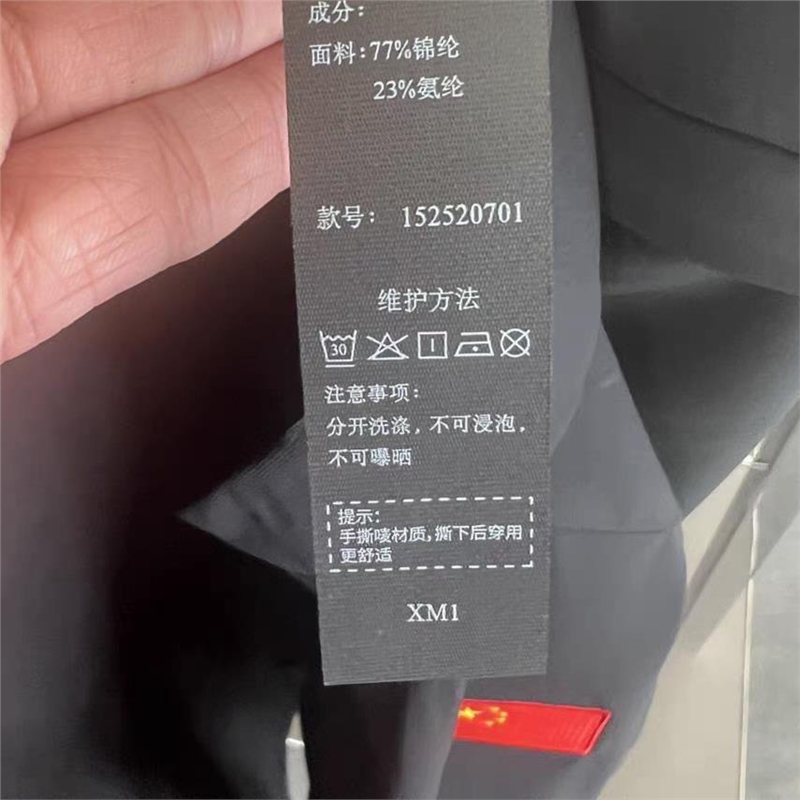 成分:
面料:77%锦纶
23%氨纶
款号: 152520701
维护方法
30
注意事项:
分开洗涤, 不可浸泡,
不可曝晒
提示:
手撕唛材质,撕下后穿用
更舒适
XM1